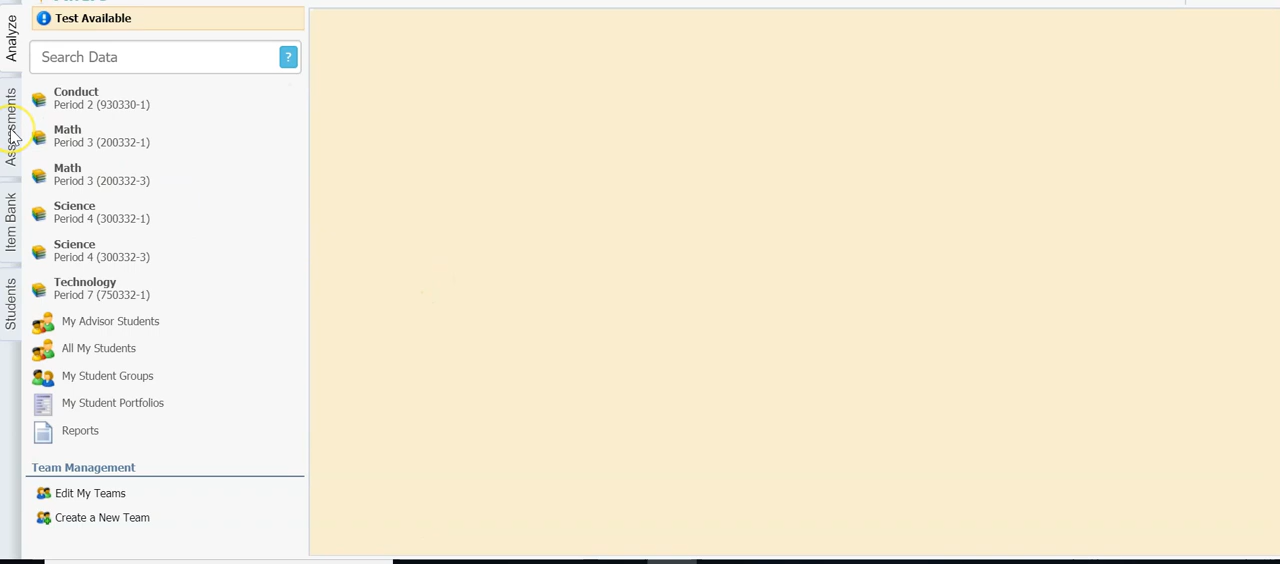 Test Available
Search Data
?
Conduct
Period 2 (930330-1)
Math
Period 3 (200332-1)
Math
Period 3 (200332-3)
Science
Period 4 (300332-1)
Science
Period 4 (300332-3)
Technology
Period 7 (750332-1)
My Advisor Students
All My Students
My Student Groups
My Student Portfolios
Reports
Team Management
Edit My Teams
Create a New Team
Analyze
Assessments
Item Bank
Students